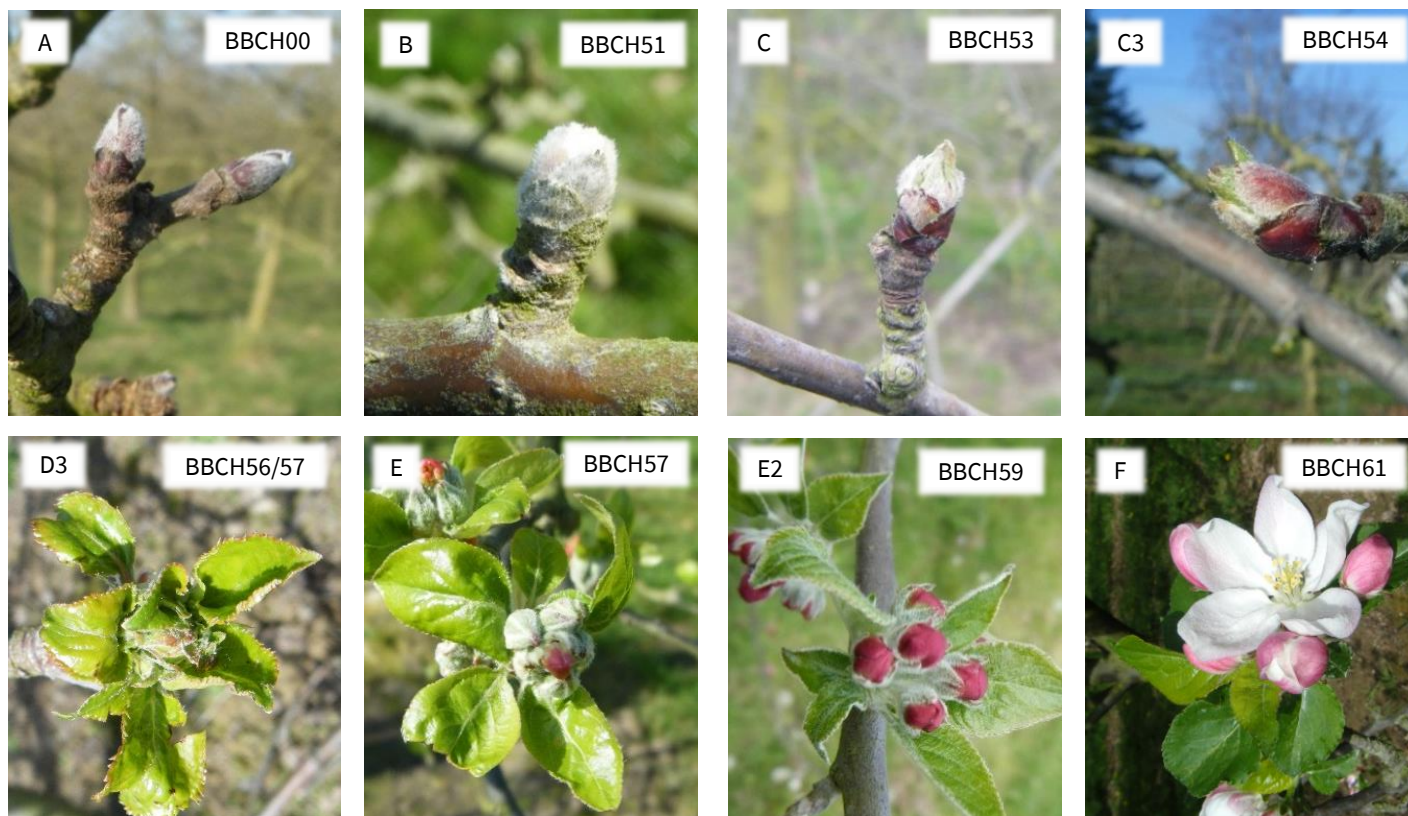 A BBCH00
B BBCH51
C BBCH53
C3 BBCH54
D3 BBCH56/57
E BBCH57
E2 BBCH59
F BBCH61